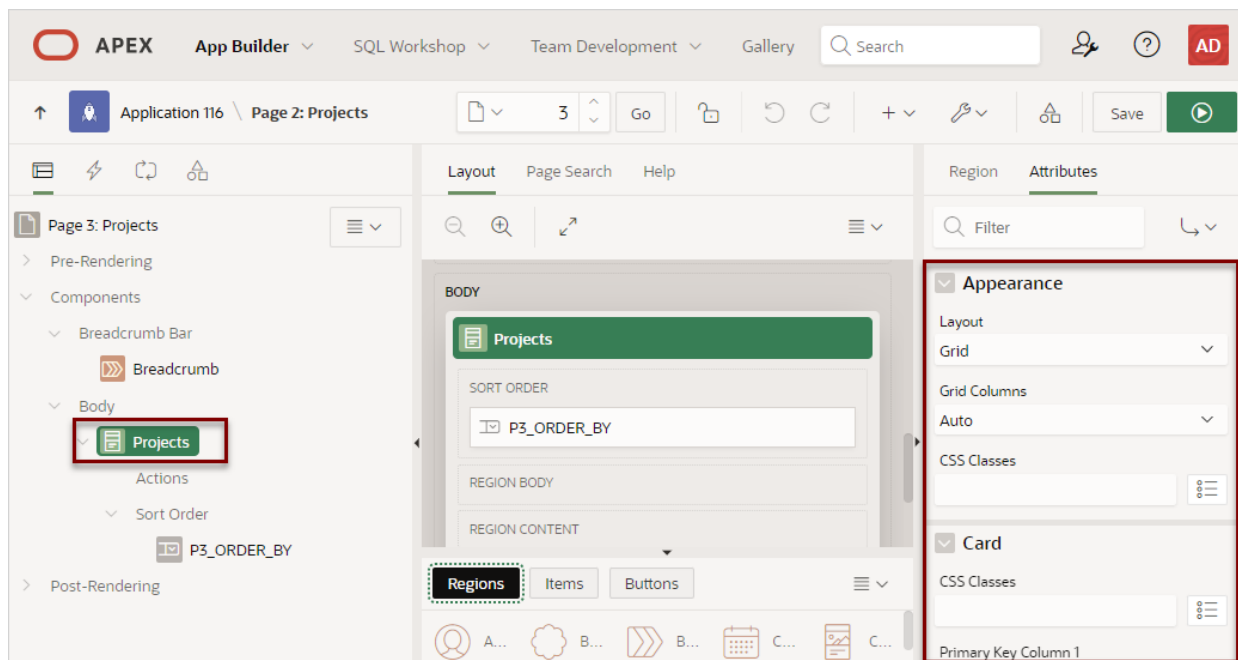 APEX App Builder SQL Workshop Team Development Gallery Search AD
Application 116 \ Page 2: Projects 3 Go Save
Layout Page Search Help
Region Attributes
Page 3: Projects
Pre-Rendering
Components
Breadcrumb Bar
Breadcrumb
Body
Projects
Actions
Sort Order
P3_ORDER_BY
Post-Rendering
BODY
Projects
SORT ORDER
P3_ORDER_BY
REGION BODY
REGION CONTENT
Regions Items Buttons
A... B... B... C... C...
Filter
Appearance
Layout
Grid
Grid Columns
Auto
CSS Classes
Card
CSS Classes
Primary Key Column 1